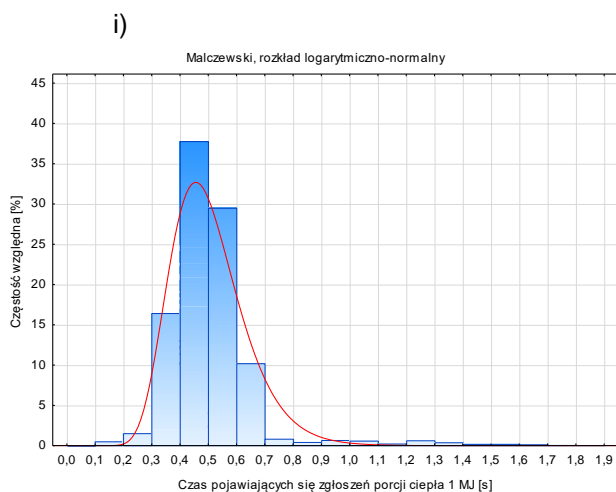 i)
Malczewski, rozkład logarytmiczno-normalny
Częstość względna [%]
45
40
35
30
25
20
15
10
5
0
0,0 0,1 0,2 0,3 0,4 0,5 0,6 0,7 0,8 0,9 1,0 1,1 1,2 1,3 1,4 1,5 1,6 1,7 1,8 1,9
Czas pojawiających się zgłoszeń porcji ciepła 1 MJ [s]